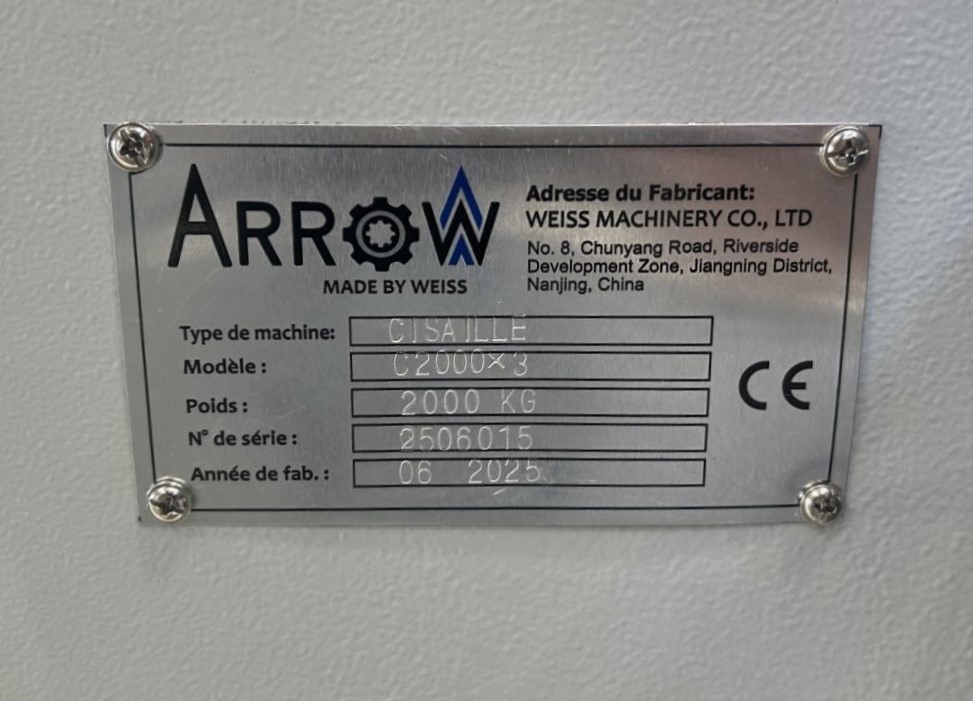 ARROW
MADE BY WEISS
Adresse du Fabricant:
WEISS MACHINERY CO., LTD
No. 8, Chunyang Road, Riverside
Development Zone, Jiangning District,
Nanjing, China
Type de machine: CISAILLE
Modèle : C2000×3
Poids : 2000 KG
N° de série : 2506015
Année de fab. : 06 2025
CE